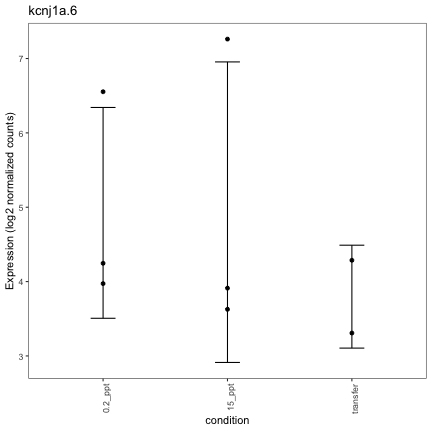 kcnj1a.6
Expression (log2 normalized counts)
7
6
5
4
3
0.2_ppt
15_ppt
transfer
condition